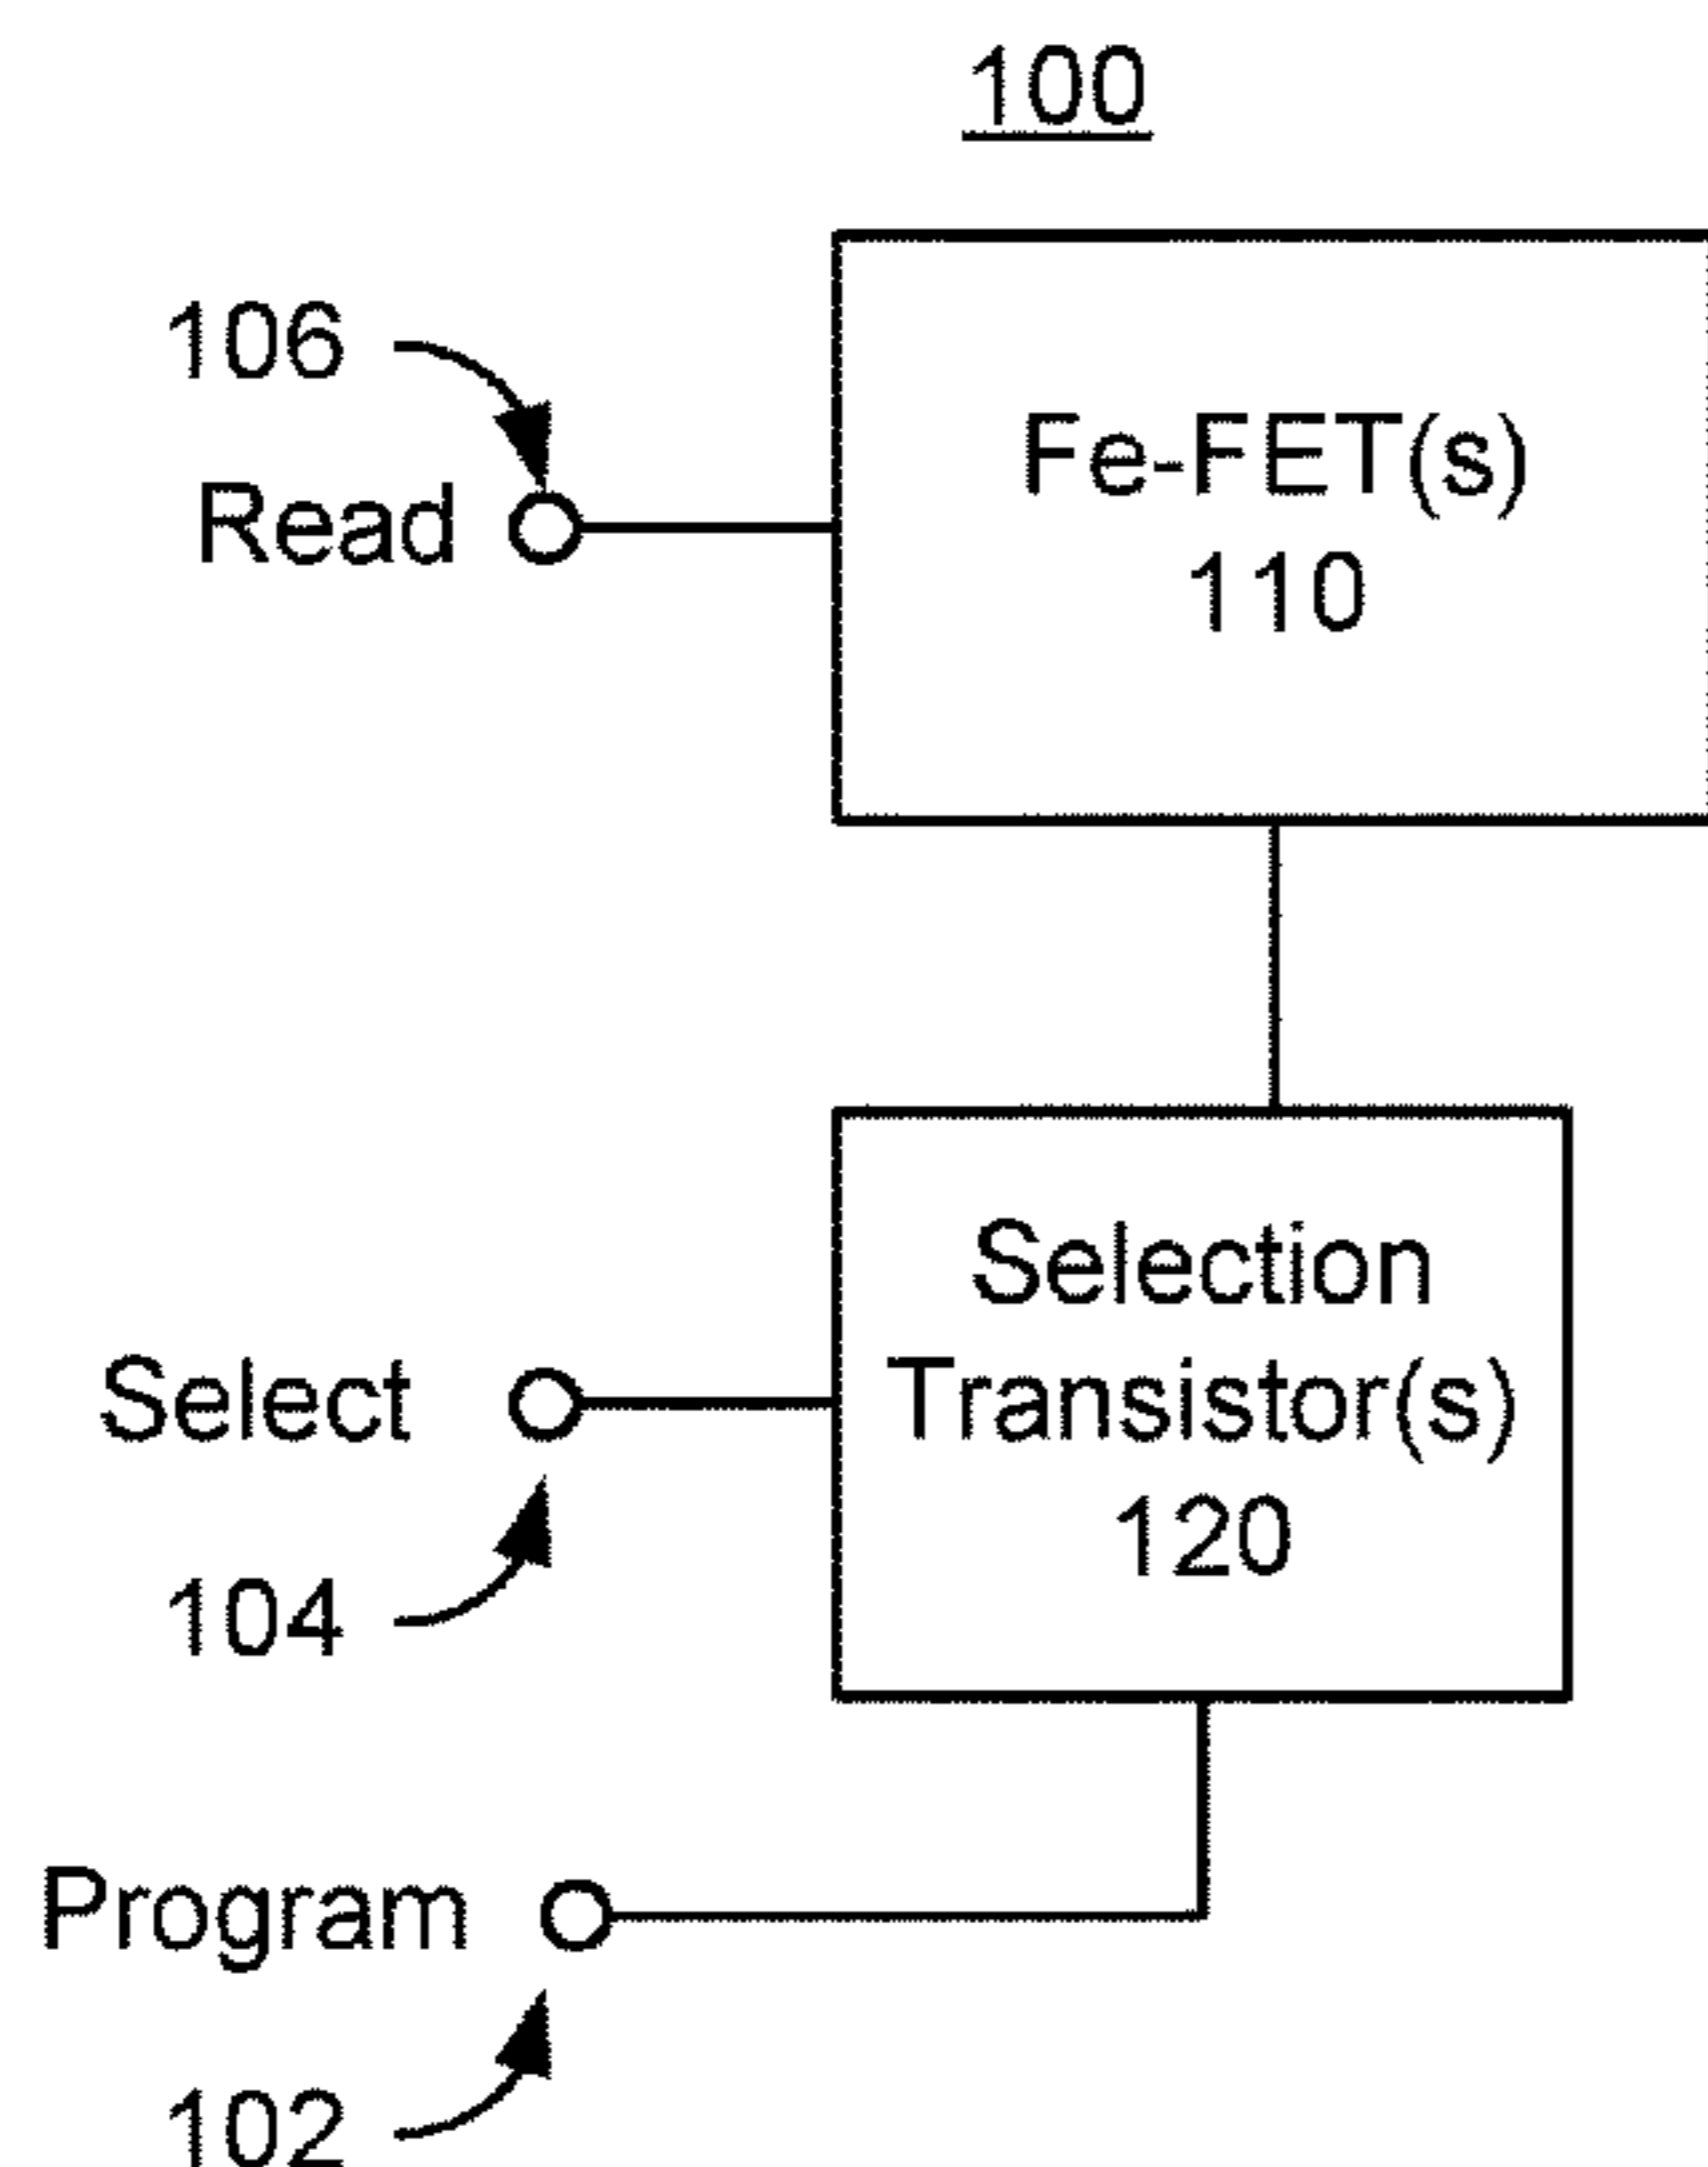 100
106
Read
Fe-FET(s)
110
Selection
Transistor(s)
120
Select
104
Program
102